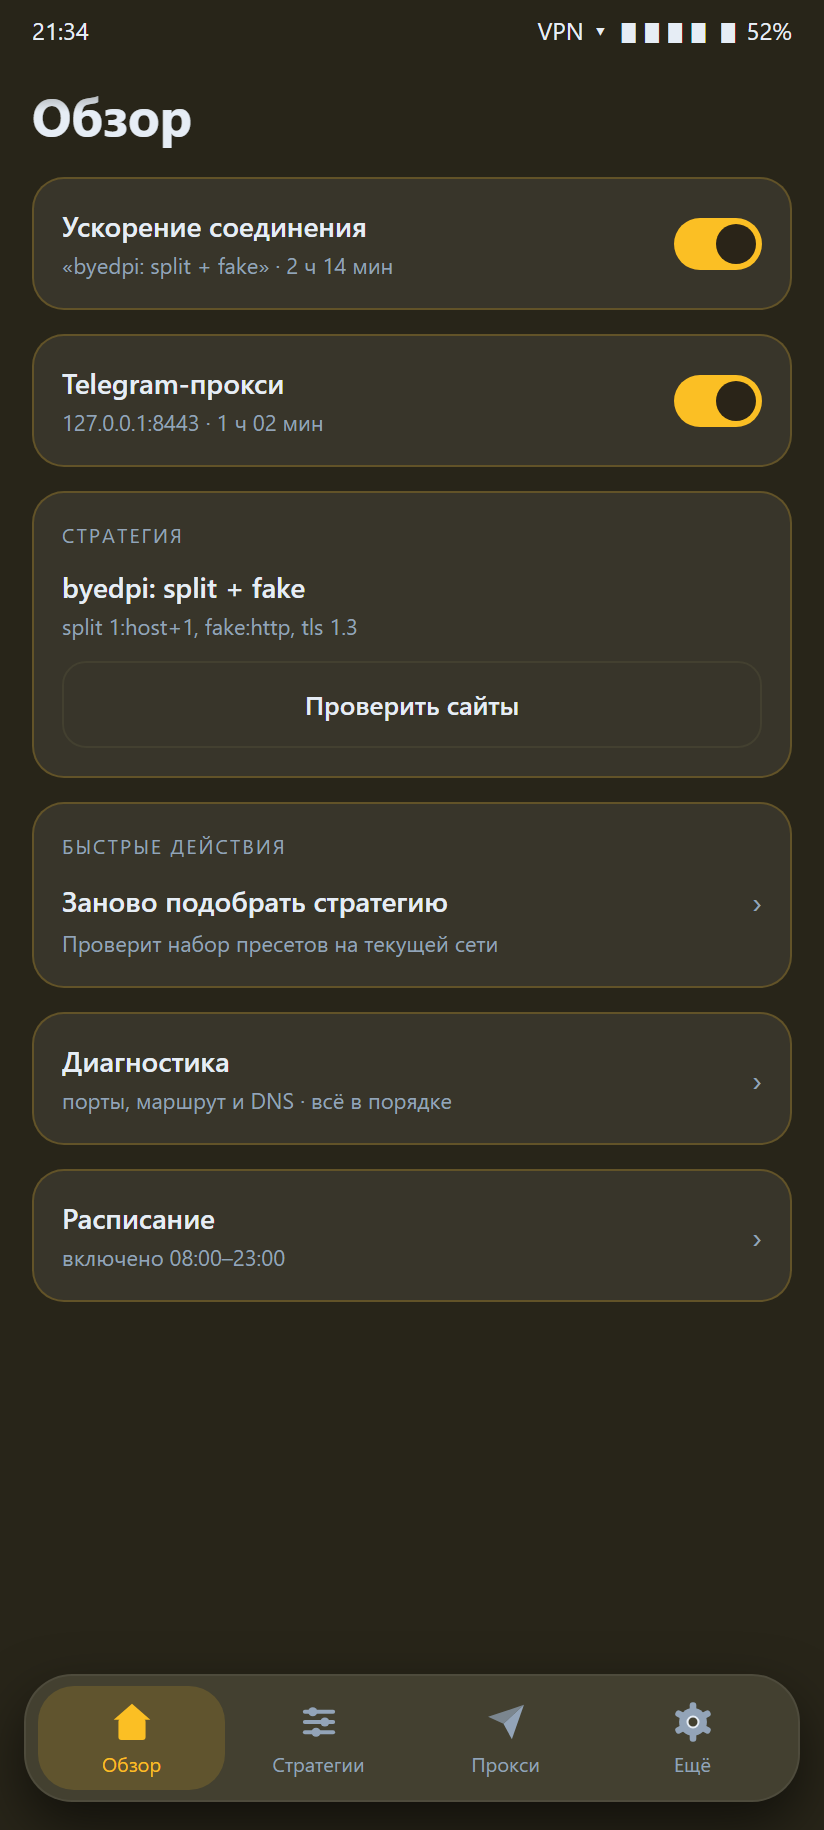 21:34
VPN ▼ 52%
Обзор
Ускорение соединения
«byedpi: split + fake» · 2 ч 14 мин
Telegram-прокси
127.0.0.1:8443 · 1 ч 02 мин
СТРАТЕГИЯ
byedpi: split + fake
split 1:host+1, fake:http, tls 1.3
Проверить сайты
БЫСТРЫЕ ДЕЙСТВИЯ
Заново подобрать стратегию
›
Проверит набор пресетов на текущей сети
Диагностика
›
порты, маршрут и DNS · всё в порядке
Расписание
›
включено 08:00–23:00
Обзор
Стратегии
Прокси
Ещё